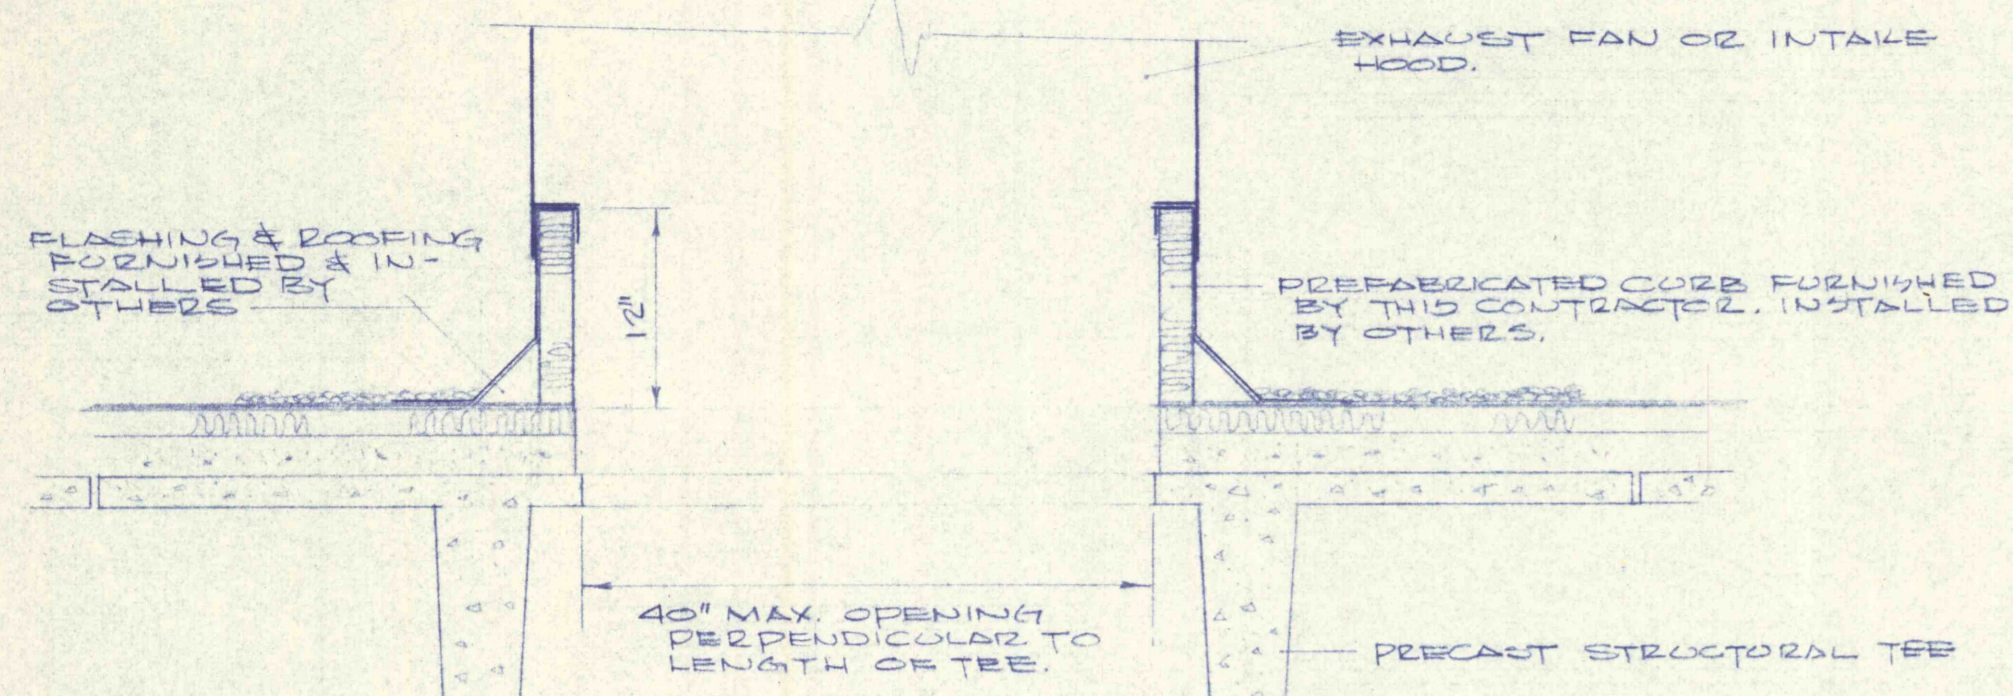 EXHAUST FAN OR INTAKE
HOOD.
FLASHING & ROOFING
FURNISHED & IN-
STALLED BY
OTHERS
12"
PREFABRICATED CURB FURNISHED
BY THIS CONTRACTOR. INSTALLED
BY OTHERS.
40" MAX. OPENING
PERPENDICULAR TO
LENGTH OF TEE.
PRECAST STRUCTURAL TEE